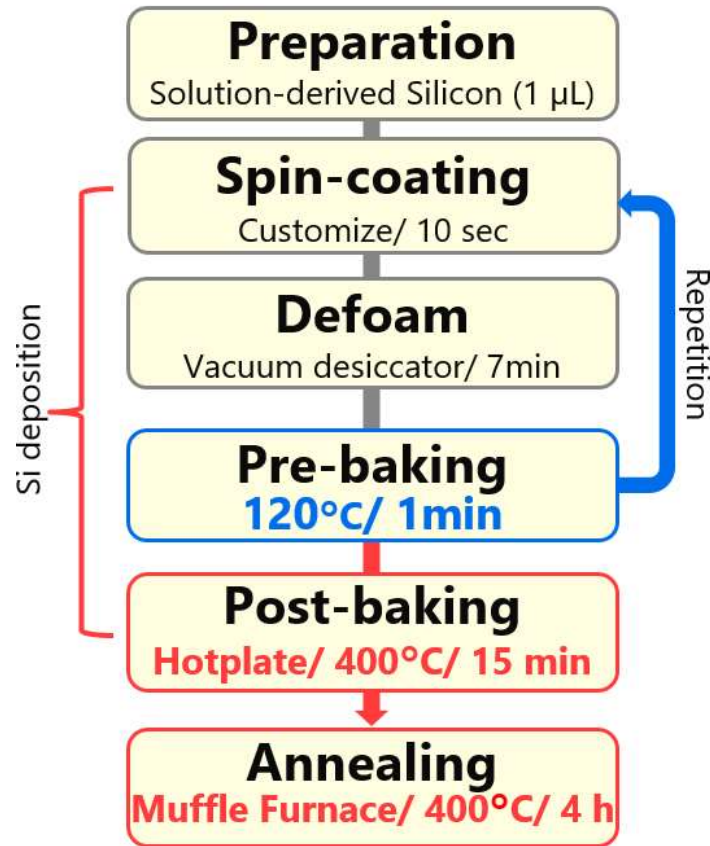 Preparation
Solution-derived Silicon (1 μL)
Spin-coating
Customize/ 10 sec
Defoam
Vacuum desiccator/ 7min
Pre-baking
120°C/ 1min
Post-baking
Hotplate/ 400°C/ 15 min
Annealing
Muffle Furnace/ 400°C/ 4 h
Si deposition
Repetition